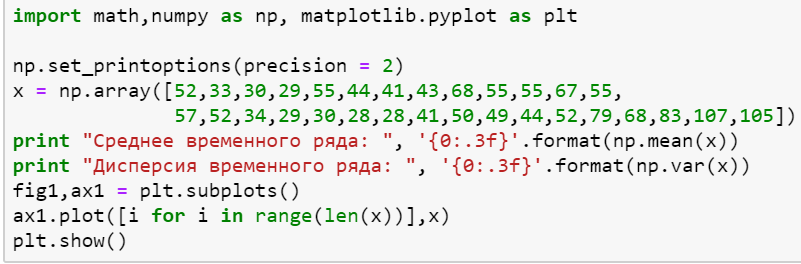 import math,numpy as np, matplotlib.pyplot as plt
np.set_printoptions(precision = 2)
x = np.array([52,33,30,29,55,44,41,43,68,55,55,67,55,
57,52,34,29,30,28,28,41,50,49,44,52,79,68,83,107,105])
print "Среднее временного ряда: ", '{0:.3f}'.format(np.mean(x))
print "Дисперсия временного ряда: ", '{0:.3f}'.format(np.var(x))
fig1,ax1 = plt.subplots()
ax1.plot([i for i in range(len(x))],x)
plt.show()